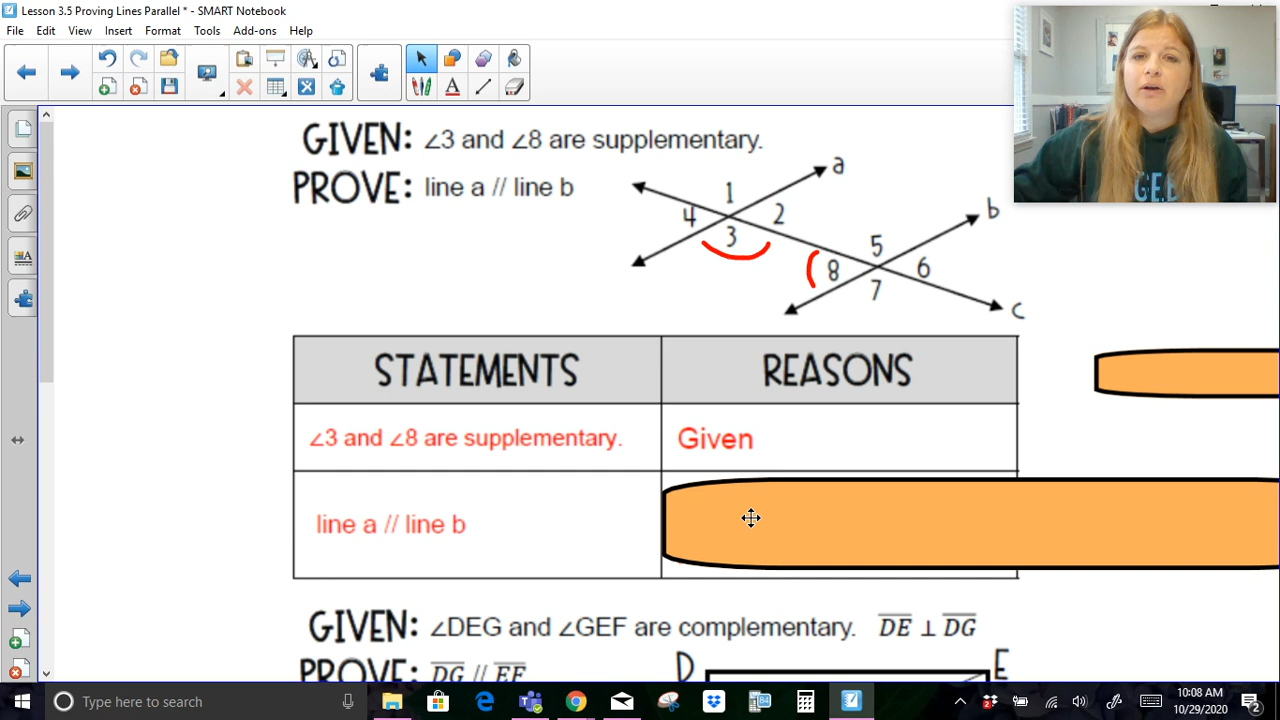 Lesson 3.5 Proving Lines Parallel * - SMART Notebook
File Edit View Insert Format Tools Add-ons Help
GIVEN: ∠3 and ∠8 are supplementary.
PROVE: line a // line b
a
1
4 2
3
b
5
8 6
7
c
STATEMENTS REASONS
∠3 and ∠8 are supplementary. Given
line a // line b
GIVEN: ∠DEG and ∠GEF are complementary. D̅E̅ ⊥ D̅G̅
PROVE: D̅G̅ // E̅F̅
D E
Type here to search
10:08 AM
10/29/2020
2